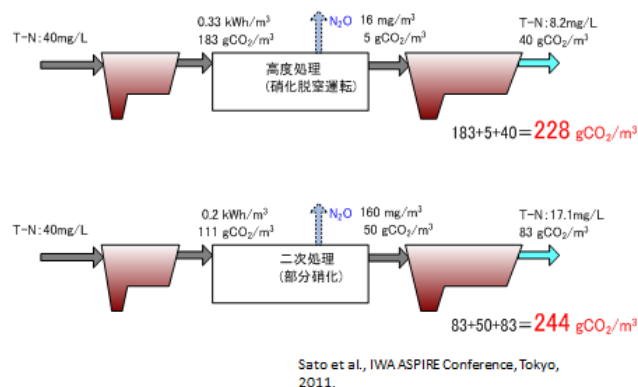 T-N:40mg/L
0.33 kWh/m³
183 gCO₂/m³
N₂O
16 mg/m³
5 gCO₂/m³
T-N:8.2mg/L
40 gCO₂/m³
高度処理
(硝化脱窒運転)
183+5+40=228 gCO₂/m³
T-N:40mg/L
0.2 kWh/m³
111 gCO₂/m³
N₂O
160 mg/m³
50 gCO₂/m³
T-N:17.1mg/L
83 gCO₂/m³
二次処理
(部分硝化)
83+50+83=244 gCO₂/m³
Sato et al., IWA ASPIRE Conference, Tokyo,
2011.